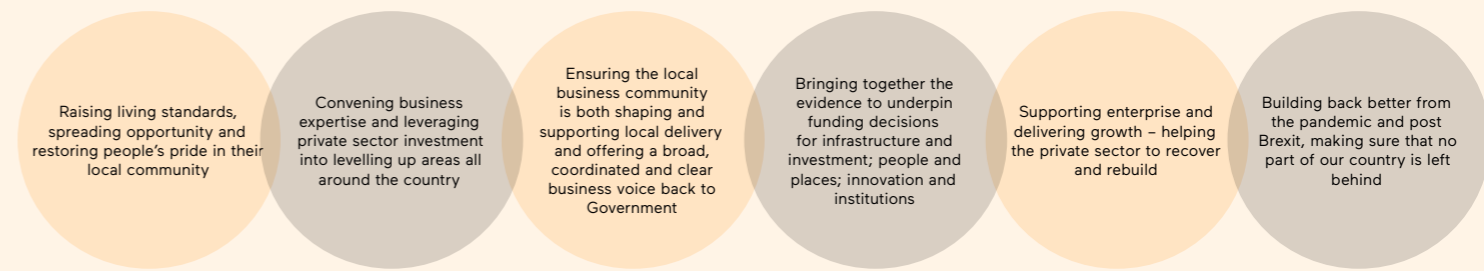 Raising living standards,
spreading opportunity and
restoring people's pride in their
local community
Convening business
expertise and leveraging
private sector investment
into levelling up areas all
around the country
Ensuring the local
business community
is both shaping and
supporting local delivery
and offering a broad,
coordinated and clear
business voice back to
Government
Bringing together the
evidence to underpin
funding decisions
for infrastructure and
investment; people and
places; innovation and
institutions
Supporting enterprise and
delivering growth – helping
the private sector to recover
and rebuild
Building back better from
the pandemic and post
Brexit, making sure that no
part of our country is left
behind